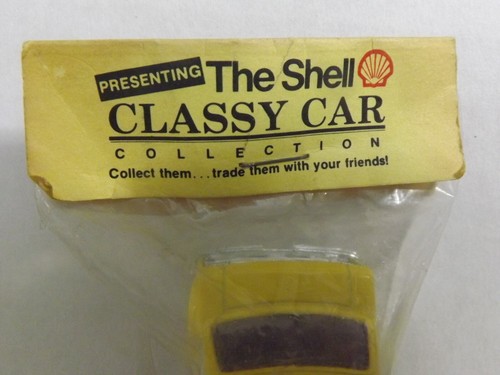 PRESENTING The Shell
CLASSY CAR
COLLECTION
Collect them...trade them with your friends!